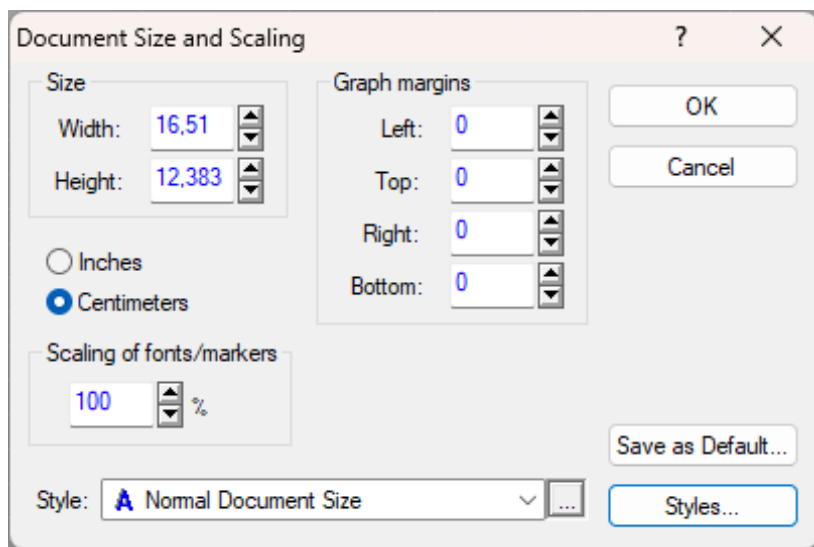 Document Size and Scaling ? X
Size
Width: 16,51
Height: 12,383
Graph margins
Left: 0
Top: 0
Right: 0
Bottom: 0
OK
Cancel
Inches
Centimeters
Scaling of fonts/markers
100 %
Save as Default...
Style: A Normal Document Size ...
Styles...